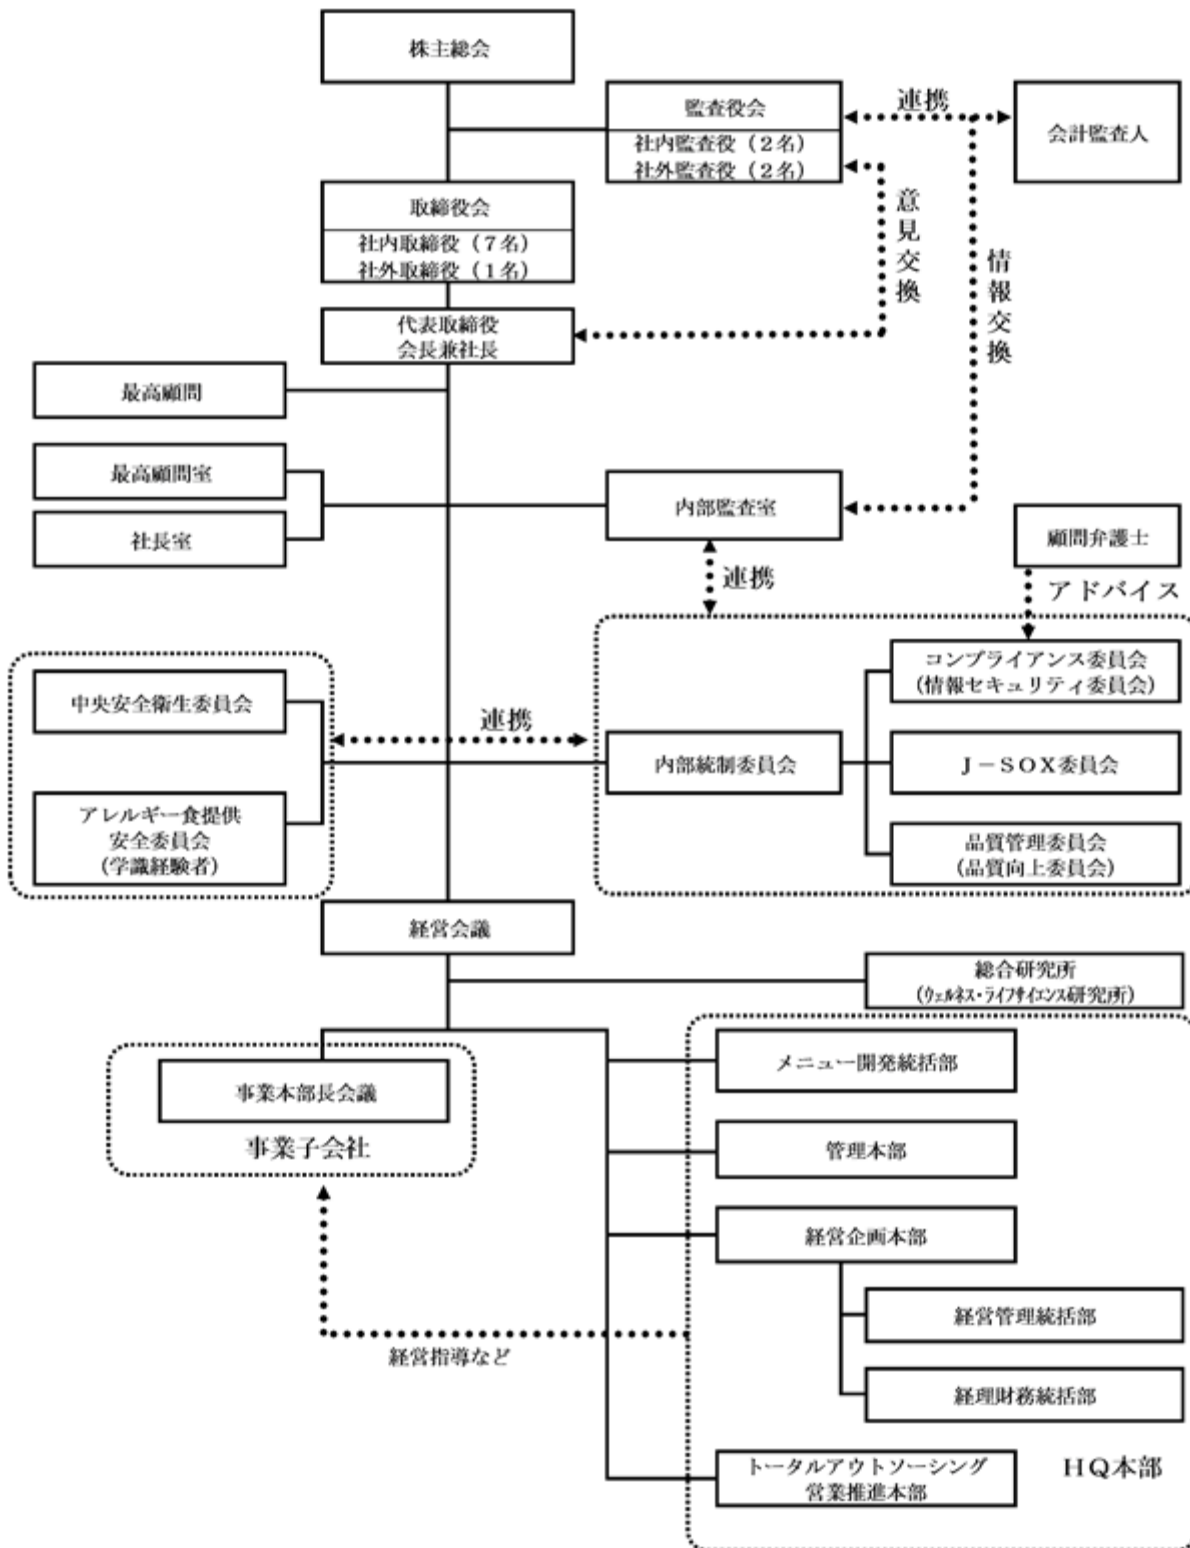 株主総会
監査役会
社内監査役（２名）
社外監査役（２名）
連携
会計監査人
取締役会
社内取締役（７名）
社外取締役（１名）
意見交換
情報交換
代表取締役
会長兼社長
最高顧問
最高顧問室
社長室
内部監査室
顧問弁護士
連携
アドバイス
コンプライアンス委員会
(情報セキュリティ委員会)
中央安全衛生委員会
連携
内部統制委員会
Ｊ－ＳＯＸ委員会
アレルギー食提供
安全委員会
(学識経験者)
品質管理委員会
(品質向上委員会)
経営会議
総合研究所
(ｳｪﾙﾈｽ・ﾗｲﾌｻｲｴﾝｽ研究所)
事業本部長会議
事業子会社
メニュー開発統括部
管理本部
経営企画本部
経営管理統括部
経営指導など
経理財務統括部
トータルアウトソーシング
営業推進本部
ＨＱ本部